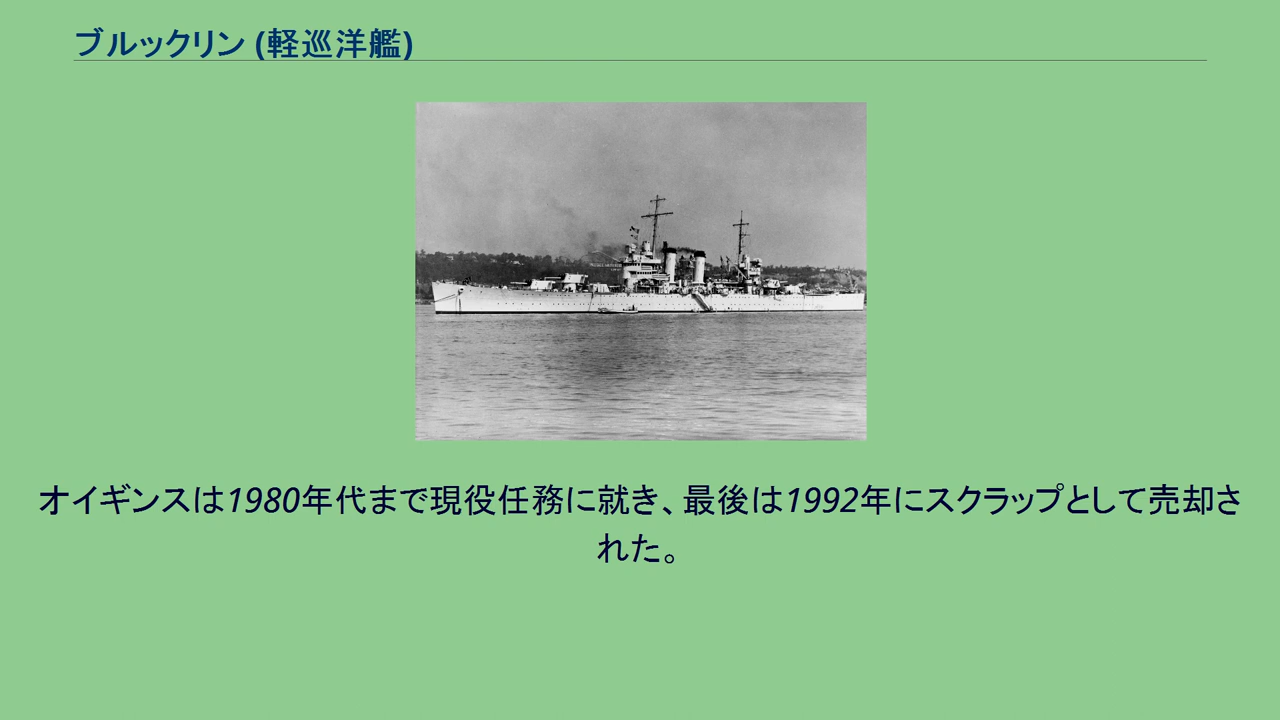 ブルックリン (軽巡洋艦)
オイギンスは1980年代まで現役任務に就き、最後は1992年にスクラップとして売却さ
れた。